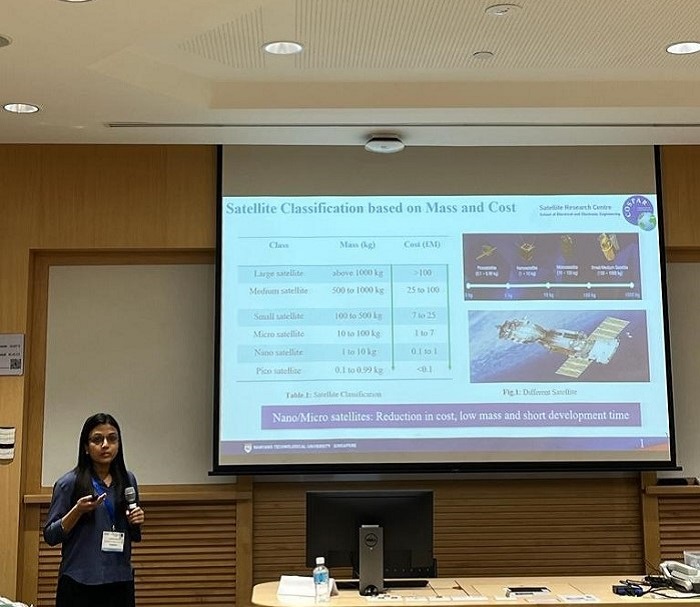 Satellite Classification based on Mass and Cost
Satellite Research Centre
School of Electrical and Electronic Engineering
COSPAR
Class Mass (kg) Cost (£M)
Large satellite above 1000 kg >100
Medium satellite 500 to 1000 kg 25 to 100
Small satellite 100 to 500 kg 7 to 25
Micro satellite 10 to 100 kg 1 to 7
Nano satellite 1 to 10 kg 0.1 to 1
Pico satellite 0.1 to 0.99 kg <0.1
Table.1: Satellite Classification
Fig.1: Different Satellite
Nano/Micro satellites: Reduction in cost, low mass and short development time
NANYANG TECHNOLOGICAL UNIVERSITY SINGAPORE
1
DELL